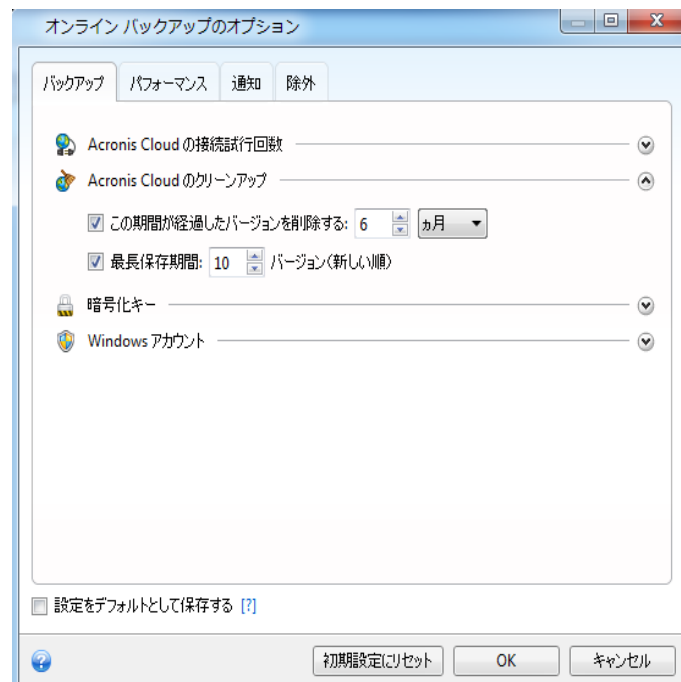 オンライン バックアップのオプション
バックアップ パフォーマンス 通知 除外
Acronis Cloud の接続試行回数
Acronis Cloud のクリーンアップ
この期間が経過したバージョンを削除する: 6 ヵ月
最長保存期間: 10 バージョン(新しい順)
暗号化キー
Windows アカウント
設定をデフォルトとして保存する [?]
初期設定にリセット OK キャンセル